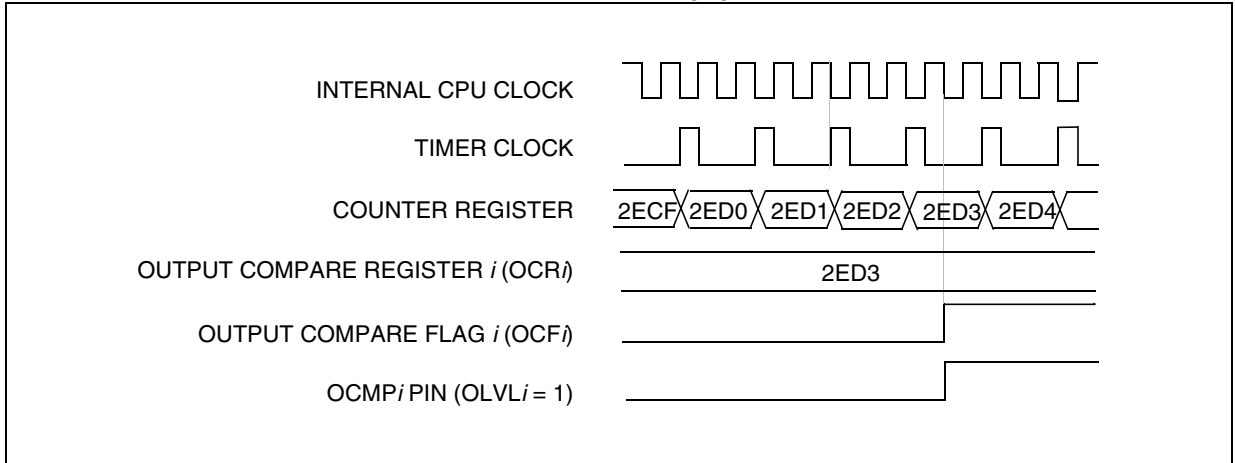 INTERNAL CPU CLOCK
TIMER CLOCK
COUNTER REGISTER 2ECF 2ED0 2ED1 2ED2 2ED3 2ED4
OUTPUT COMPARE REGISTER i (OCRi) 2ED3
OUTPUT COMPARE FLAG i (OCFi)
OCMPi PIN (OLVLi = 1)